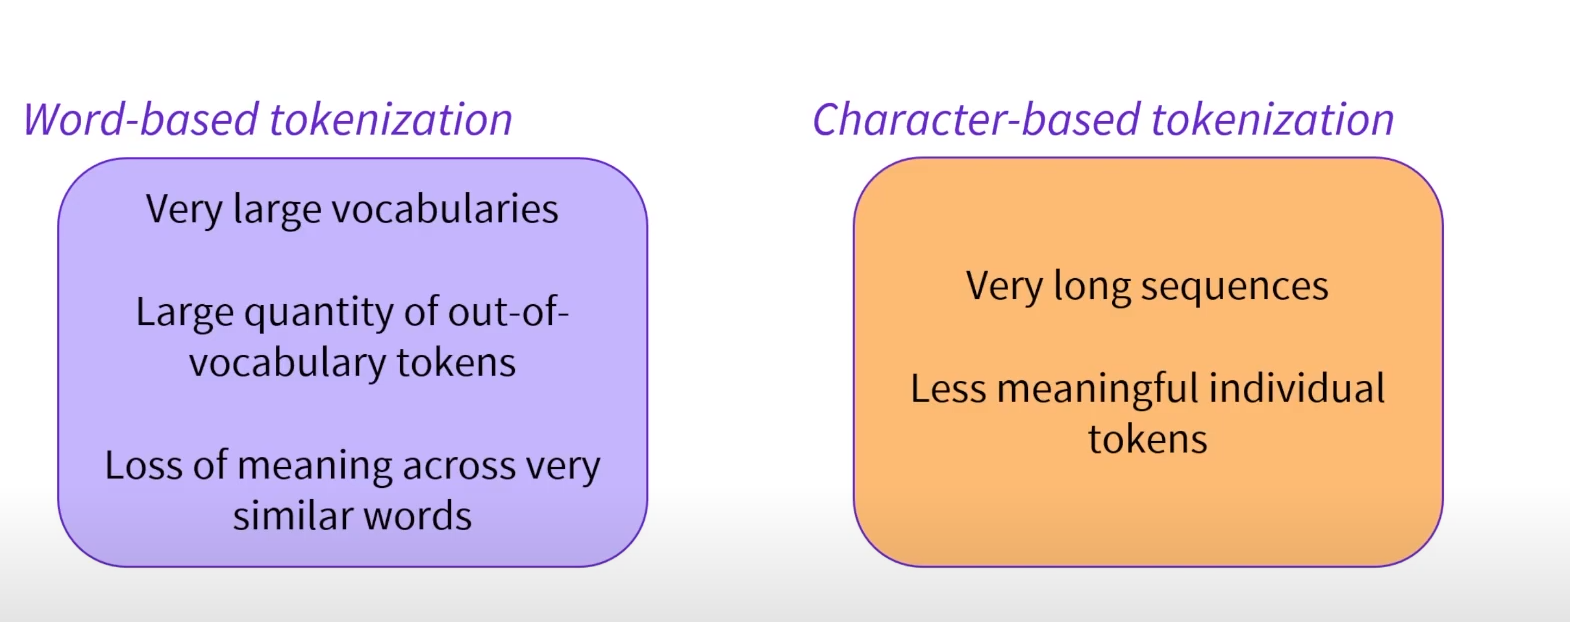 Word-based tokenization
Very large vocabularies
Large quantity of out-of-
vocabulary tokens
Loss of meaning across very
similar words
Character-based tokenization
Very long sequences
Less meaningful individual
tokens